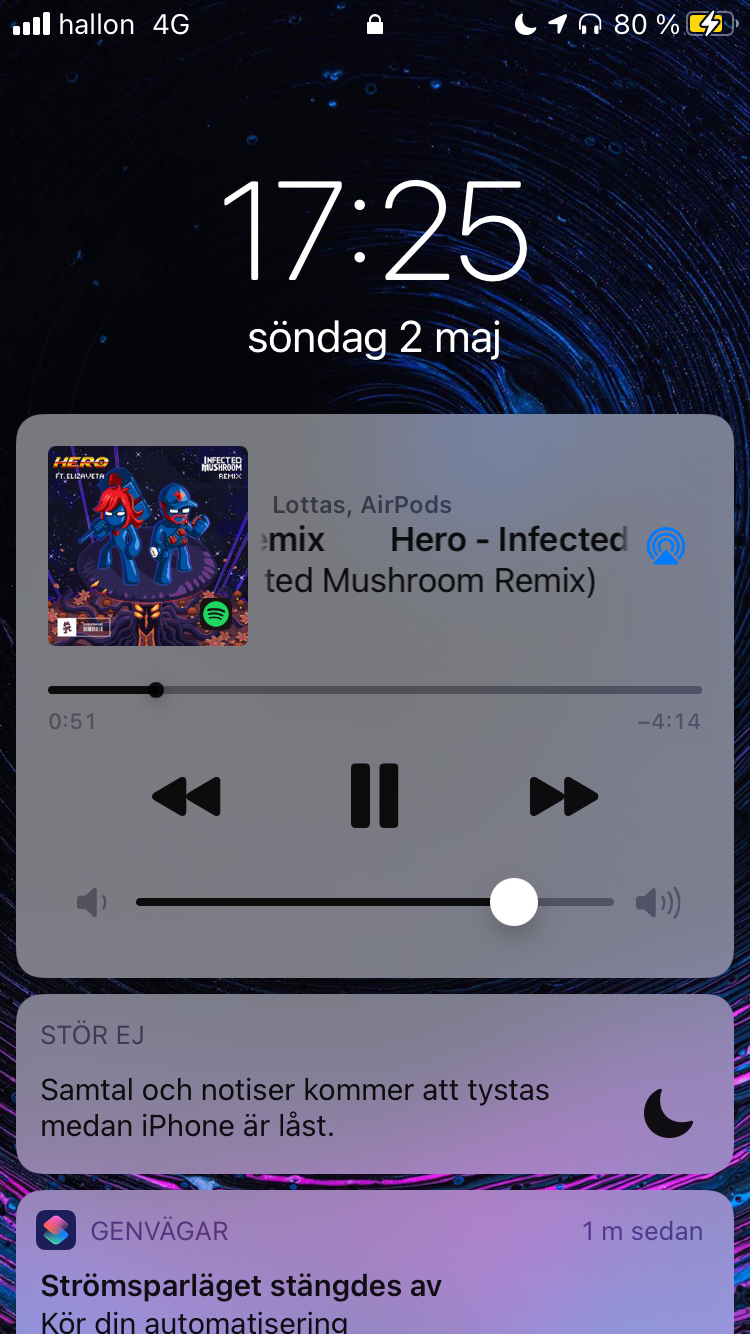 hallon 4G 80 %
17:25
söndag 2 maj
HERO
FT. ELIZAVETA
INFECTED
MUSHROOM
REMIX
Lottas, AirPods
emix Hero - Infected
ted Mushroom Remix)
0:51 –4:14
STÖR EJ
Samtal och notiser kommer att tystas
medan iPhone är låst.
GENVÄGAR 1 m sedan
Strömsparläget stängdes av
Kör din automatisering